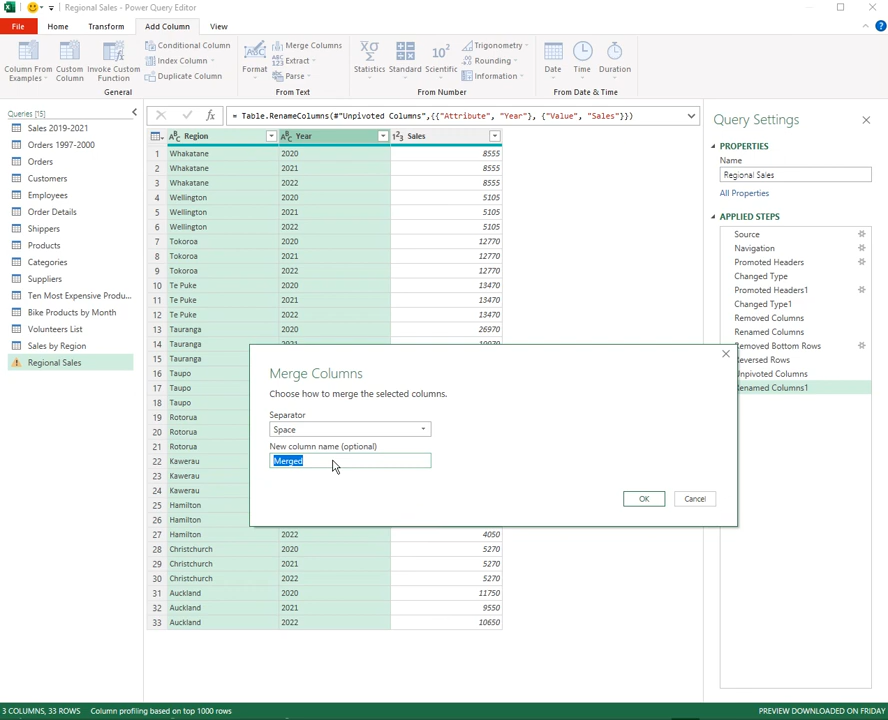 Regional Sales - Power Query Editor
File Home Transform Add Column View
Column From Examples
Custom Column
Invoke Custom Function
Conditional Column
Index Column
Duplicate Column
General
Format
Merge Columns
Extract
Parse
From Text
Statistics
Standard
10²
Scientific
Trigonometry
Rounding
Information
From Number
Date
Time
Duration
From Date & Time
Queries [15]
Sales 2019-2021
Orders 1997-2000
Orders
Customers
Employees
Order Details
Shippers
Products
Categories
Suppliers
Ten Most Expensive Produ...
Bike Products by Month
Volunteers List
Sales by Region
Regional Sales
fx = Table.RenameColumns(#"Unpivoted Columns",{{"Attribute", "Year"}, {"Value", "Sales"}})
ABC Region ABC Year 123 Sales
1 Whakatane 2020 8555
2 Whakatane 2021 8555
3 Whakatane 2022 8555
4 Wellington 2020 5105
5 Wellington 2021 5105
6 Wellington 2022 5105
7 Tokoroa 2020 12770
8 Tokoroa 2021 12770
9 Tokoroa 2022 12770
10 Te Puke 2020 13470
11 Te Puke 2021 13470
12 Te Puke 2022 13470
13 Tauranga 2020 26970
14 Tauranga
15 Tauranga
16 Taupo
17 Taupo
18 Taupo
19 Rotorua
20 Rotorua
21 Rotorua
22 Kawerau
23 Kawerau
24 Kawerau
25 Hamilton
26 Hamilton
27 Hamilton 2022 4050
28 Christchurch 2020 5270
29 Christchurch 2021 5270
30 Christchurch 2022 5270
31 Auckland 2020 11750
32 Auckland 2021 9550
33 Auckland 2022 10650
Merge Columns
Choose how to merge the selected columns.
Separator
Space
New column name (optional)
Merged
OK Cancel
Query Settings
PROPERTIES
Name
Regional Sales
All Properties
APPLIED STEPS
Source
Navigation
Promoted Headers
Changed Type
Promoted Headers1
Changed Type1
Removed Columns
Renamed Columns
Removed Bottom Rows
Reversed Rows
Unpivoted Columns
Renamed Columns1
3 COLUMNS, 33 ROWS Column profiling based on top 1000 rows PREVIEW DOWNLOADED ON FRIDAY